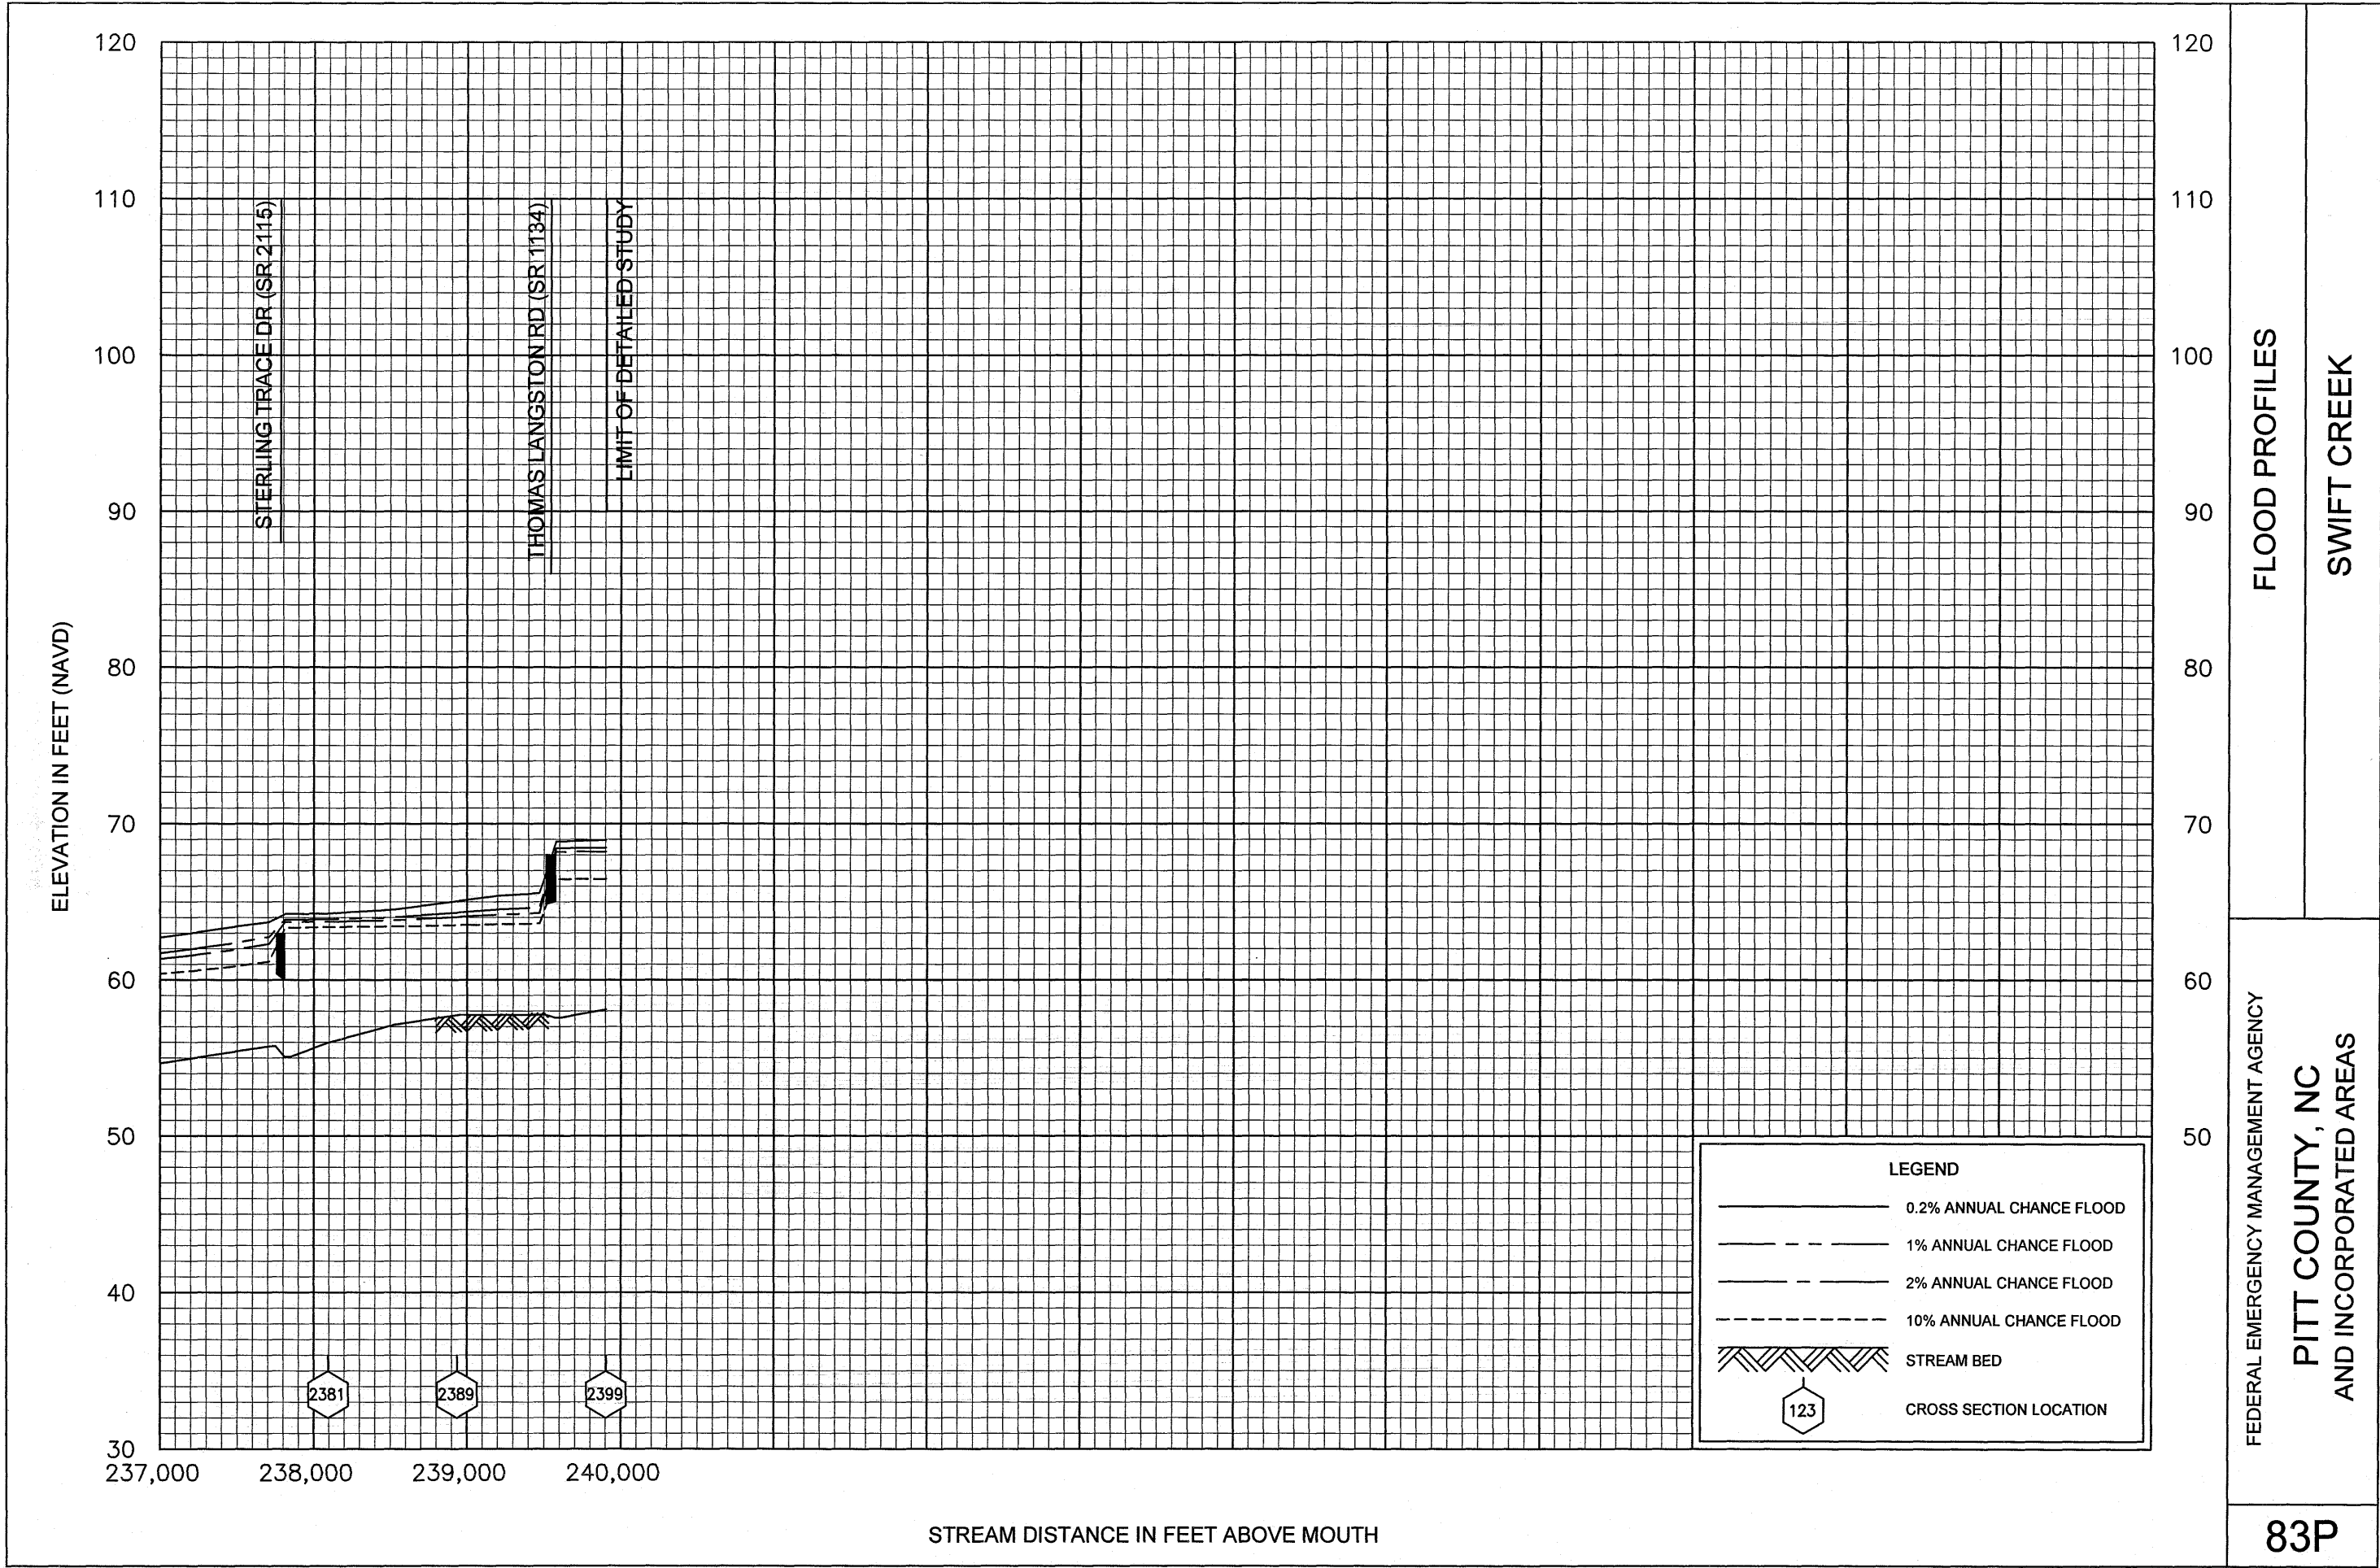 120
110
100
90
80
70
60
50
40
30
ELEVATION IN FEET (NAVD)
237,000
238,000
239,000
240,000
STREAM DISTANCE IN FEET ABOVE MOUTH
STERLING TRACE DR (SR 2115)
THOMAS LANGSTON RD (SR 1134)
LIMIT OF DETAILED STUDY
2381
2389
2399
120
110
100
90
80
70
60
50
LEGEND
0.2% ANNUAL CHANCE FLOOD
1% ANNUAL CHANCE FLOOD
2% ANNUAL CHANCE FLOOD
10% ANNUAL CHANCE FLOOD
STREAM BED
123
CROSS SECTION LOCATION
FLOOD PROFILES
SWIFT CREEK
FEDERAL EMERGENCY MANAGEMENT AGENCY
PITT COUNTY, NC
AND INCORPORATED AREAS
83P